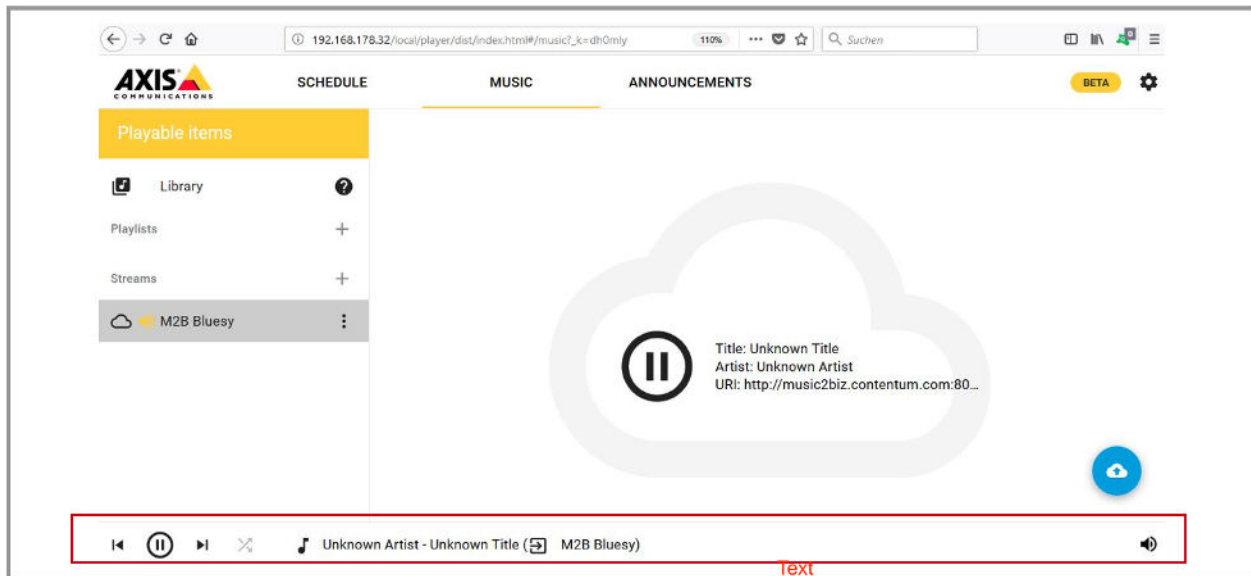 192.168.178.32/local/player/dist/index.html#/music?_k=dh0mly 110% Suchen
AXIS COMMUNICATIONS SCHEDULE MUSIC ANNOUNCEMENTS BETA
Playable items
Library
Playlists
Streams
M2B Bluesy
Title: Unknown Title
Artist: Unknown Artist
URI: http://music2biz.contentum.com:80...
Unknown Artist - Unknown Title ( M2B Bluesy)
Text